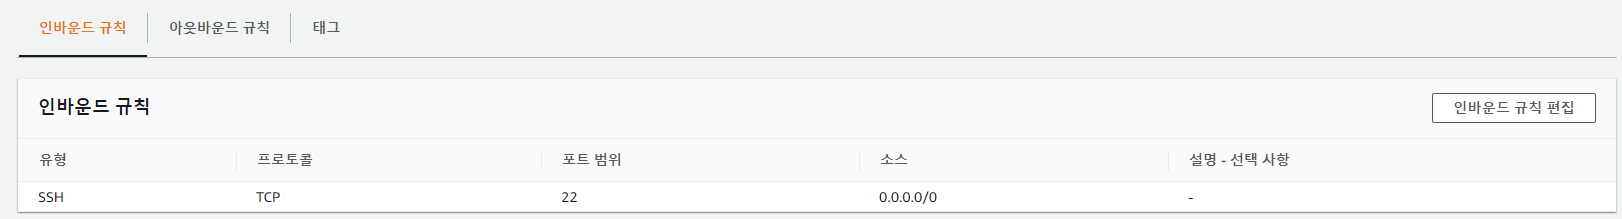 인바운드 규칙 아웃바운드 규칙 태그
인바운드 규칙 인바운드 규칙 편집
유형 프로토콜 포트 범위 소스 설명 - 선택 사항
SSH TCP 22 0.0.0.0/0 -